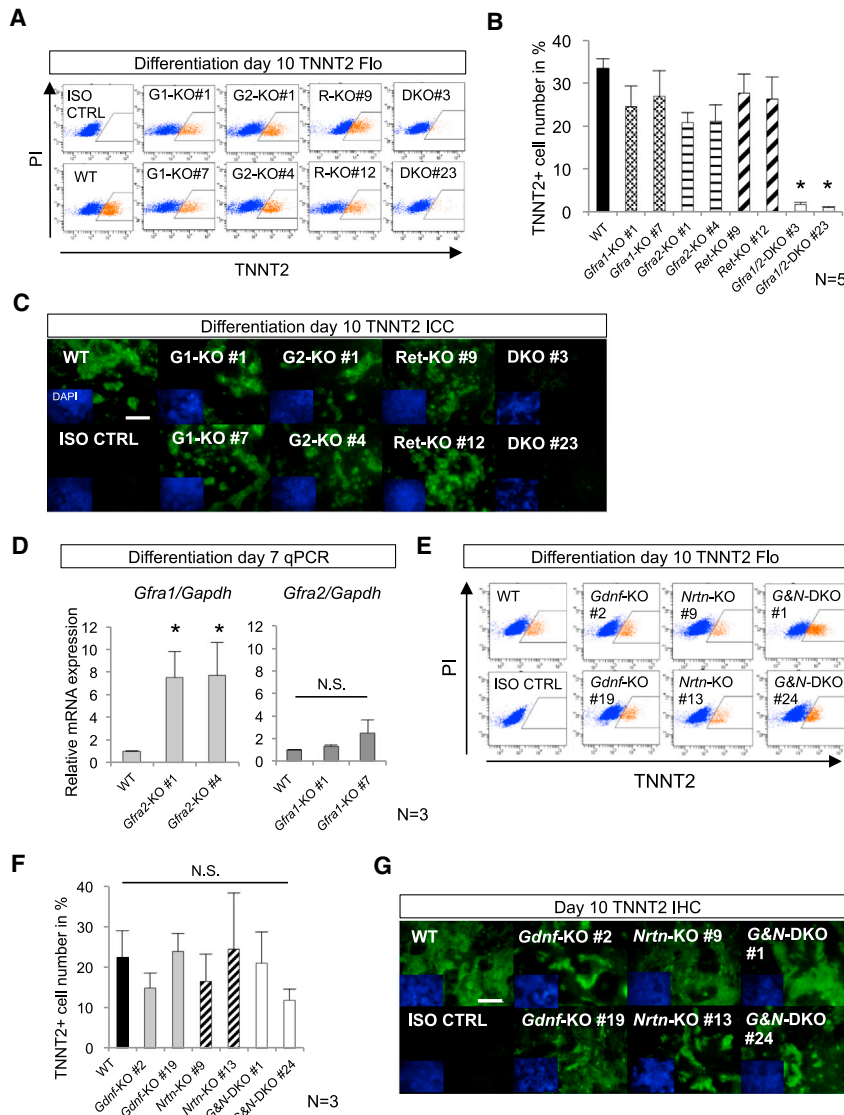 A
Differentiation day 10 TNNT2 Flo
ISO CTRL
G1-KO#1
G2-KO#1
R-KO#9
DKO#3
WT
G1-KO#7
G2-KO#4
R-KO#12
DKO#23
PI
TNNT2
B
TNNT2+ cell number in %
40
30
20
10
0
WT
Gfra1-KO #1
Gfra1-KO #7
Gfra2-KO #1
Gfra2-KO #4
Ret-KO #9
Ret-KO #12
Gfra1/2-DKO #3
Gfra1/2-DKO #23
* *
N=5
C
Differentiation day 10 TNNT2 ICC
WT
G1-KO #1
G2-KO #1
Ret-KO #9
DKO #3
DAPI
ISO CTRL
G1-KO #7
G2-KO #4
Ret-KO #12
DKO #23
D
Differentiation day 7 qPCR
Gfra1/Gapdh
Gfra2/Gapdh
Relative mRNA expression
12
10
8
6
4
2
0
* *
WT
Gfra2-KO #1
Gfra2-KO #4
12
10
8
6
4
2
0
N.S.
WT
Gfra1-KO #1
Gfra1-KO #7
N=3
E
Differentiation day 10 TNNT2 Flo
WT
Gdnf-KO #2
Nrtn-KO #9
G&N-DKO #1
ISO CTRL
Gdnf-KO #19
Nrtn-KO #13
G&N-DKO #24
PI
TNNT2
F
N.S.
TNNT2+ cell number in %
40
30
20
10
0
WT
Gdnf-KO #2
Gdnf-KO #19
Nrtn-KO #9
Nrtn-KO #13
G&N-DKO #1
G&N-DKO #24
N=3
G
Day 10 TNNT2 IHC
WT
Gdnf-KO #2
Nrtn-KO #9
G&N-DKO #1
ISO CTRL
Gdnf-KO #19
Nrtn-KO #13
G&N-DKO #24